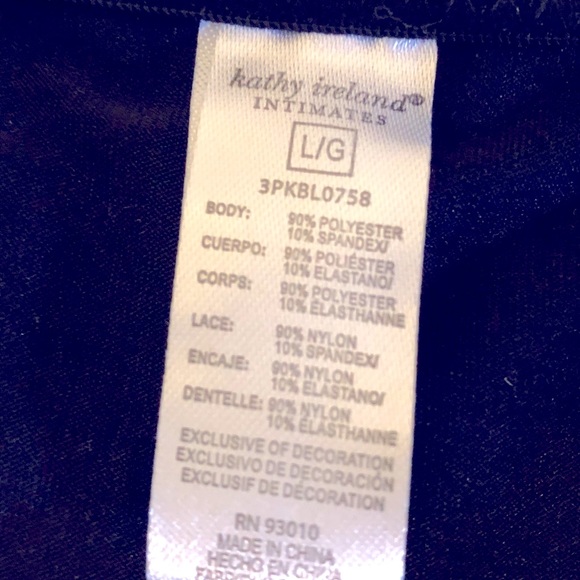 kathy ireland®
INTIMATES
L/G
3PKBL0758
BODY: 90% POLYESTER
10% SPANDEX/
CUERPO: 90% POLIÉSTER
10% ELASTANO/
CORPS: 90% POLYESTER
10% ÉLASTHANNE
LACE: 90% NYLON
10% SPANDEX/
ENCAJE: 90% NYLON
10% ELASTANO/
DENTELLE: 90% NYLON
10% ÉLASTHANNE
EXCLUSIVE OF DECORATION
EXCLUSIVO DE DECORACIÓN
EXCLUSIF DE DÉCORATION
RN 93010
MADE IN CHINA
HECHO EN CHINA